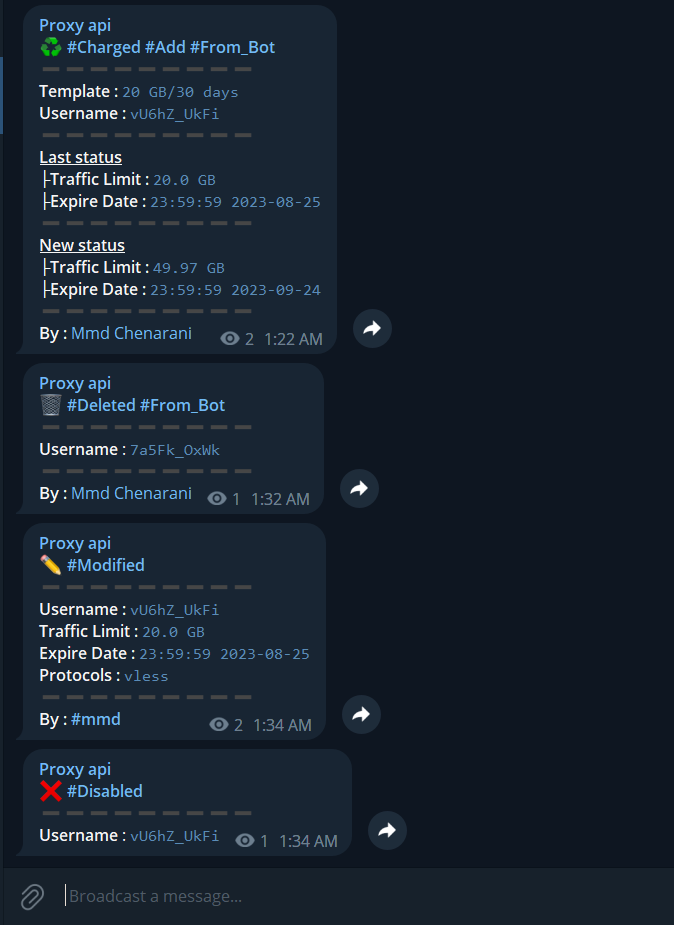 Proxy api
♻️ #Charged #Add #From_Bot
➖➖➖➖➖➖➖➖➖
Template : 20 GB/30 days
Username : vU6hZ_UkFi
➖➖➖➖➖➖➖➖➖
Last status
├Traffic Limit : 20.0 GB
├Expire Date : 23:59:59 2023-08-25
➖➖➖➖➖➖➖➖➖
New status
├Traffic Limit : 49.97 GB
├Expire Date : 23:59:59 2023-09-24
➖➖➖➖➖➖➖➖➖
By : Mmd Chenarani 2 1:22 AM
Proxy api
🗑 #Deleted #From_Bot
➖➖➖➖➖➖➖➖➖
Username : 7a5Fk_OxWk
➖➖➖➖➖➖➖➖➖
By : Mmd Chenarani 1 1:32 AM
Proxy api
✏️ #Modified
➖➖➖➖➖➖➖➖➖
Username : vU6hZ_UkFi
Traffic Limit : 20.0 GB
Expire Date : 23:59:59 2023-08-25
Protocols : vless
➖➖➖➖➖➖➖➖➖
By : #mmd 2 1:34 AM
Proxy api
❌ #Disabled
➖➖➖➖➖➖➖➖➖
Username : vU6hZ_UkFi 1 1:34 AM
Broadcast a message...